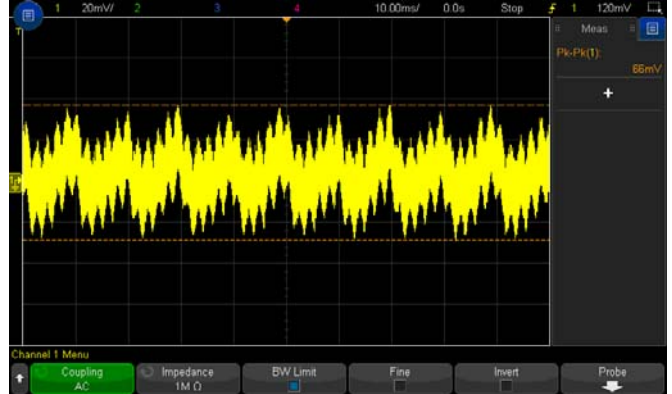 1 20mV/ 2 3 4 10.00ms/ 0.0s Stop 1 120mV
T
Meas
Pk-Pk(1):
66mV
+
Channel 1 Menu
Coupling Impedance BW Limit Fine Invert Probe
AC 1M Ω